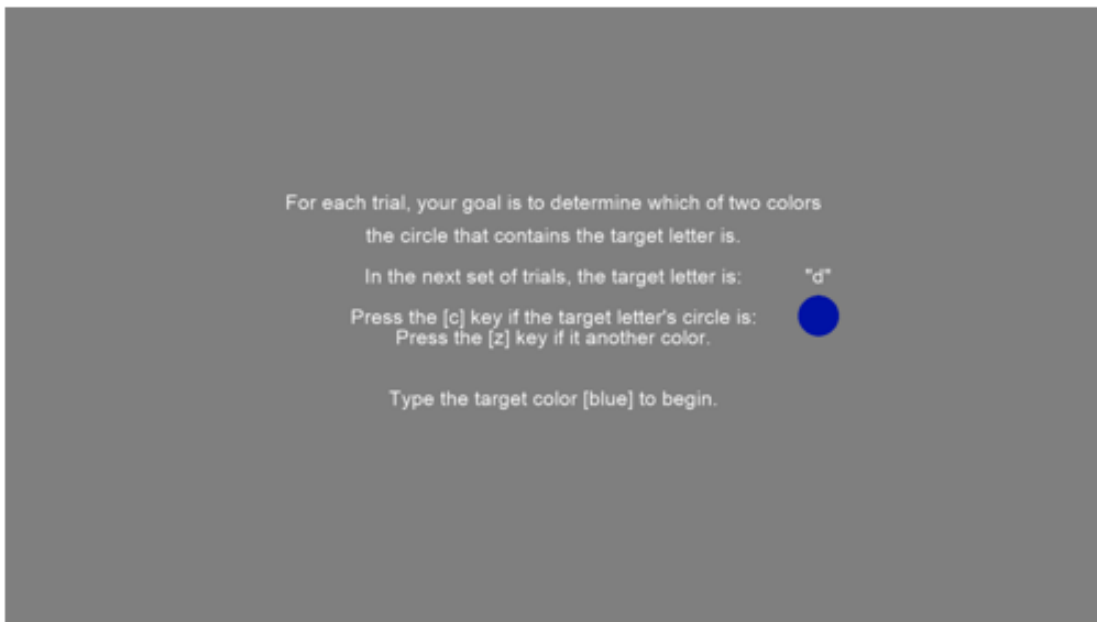 For each trial, your goal is to determine which of two colors
the circle that contains the target letter is.
In the next set of trials, the target letter is: "d"
Press the [c] key if the target letter's circle is:
Press the [z] key if it another color.
Type the target color [blue] to begin.